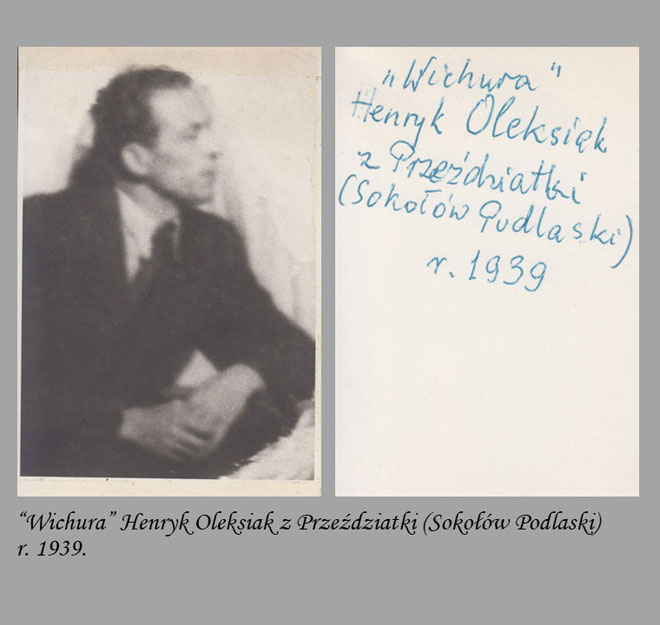 „Wichura”
Henryk Oleksiak
z Przeździatki
(Sokołów Podlaski)
r. 1939
“Wichura” Henryk Oleksiak z Przeździatki (Sokołów Podlaski)
r. 1939.